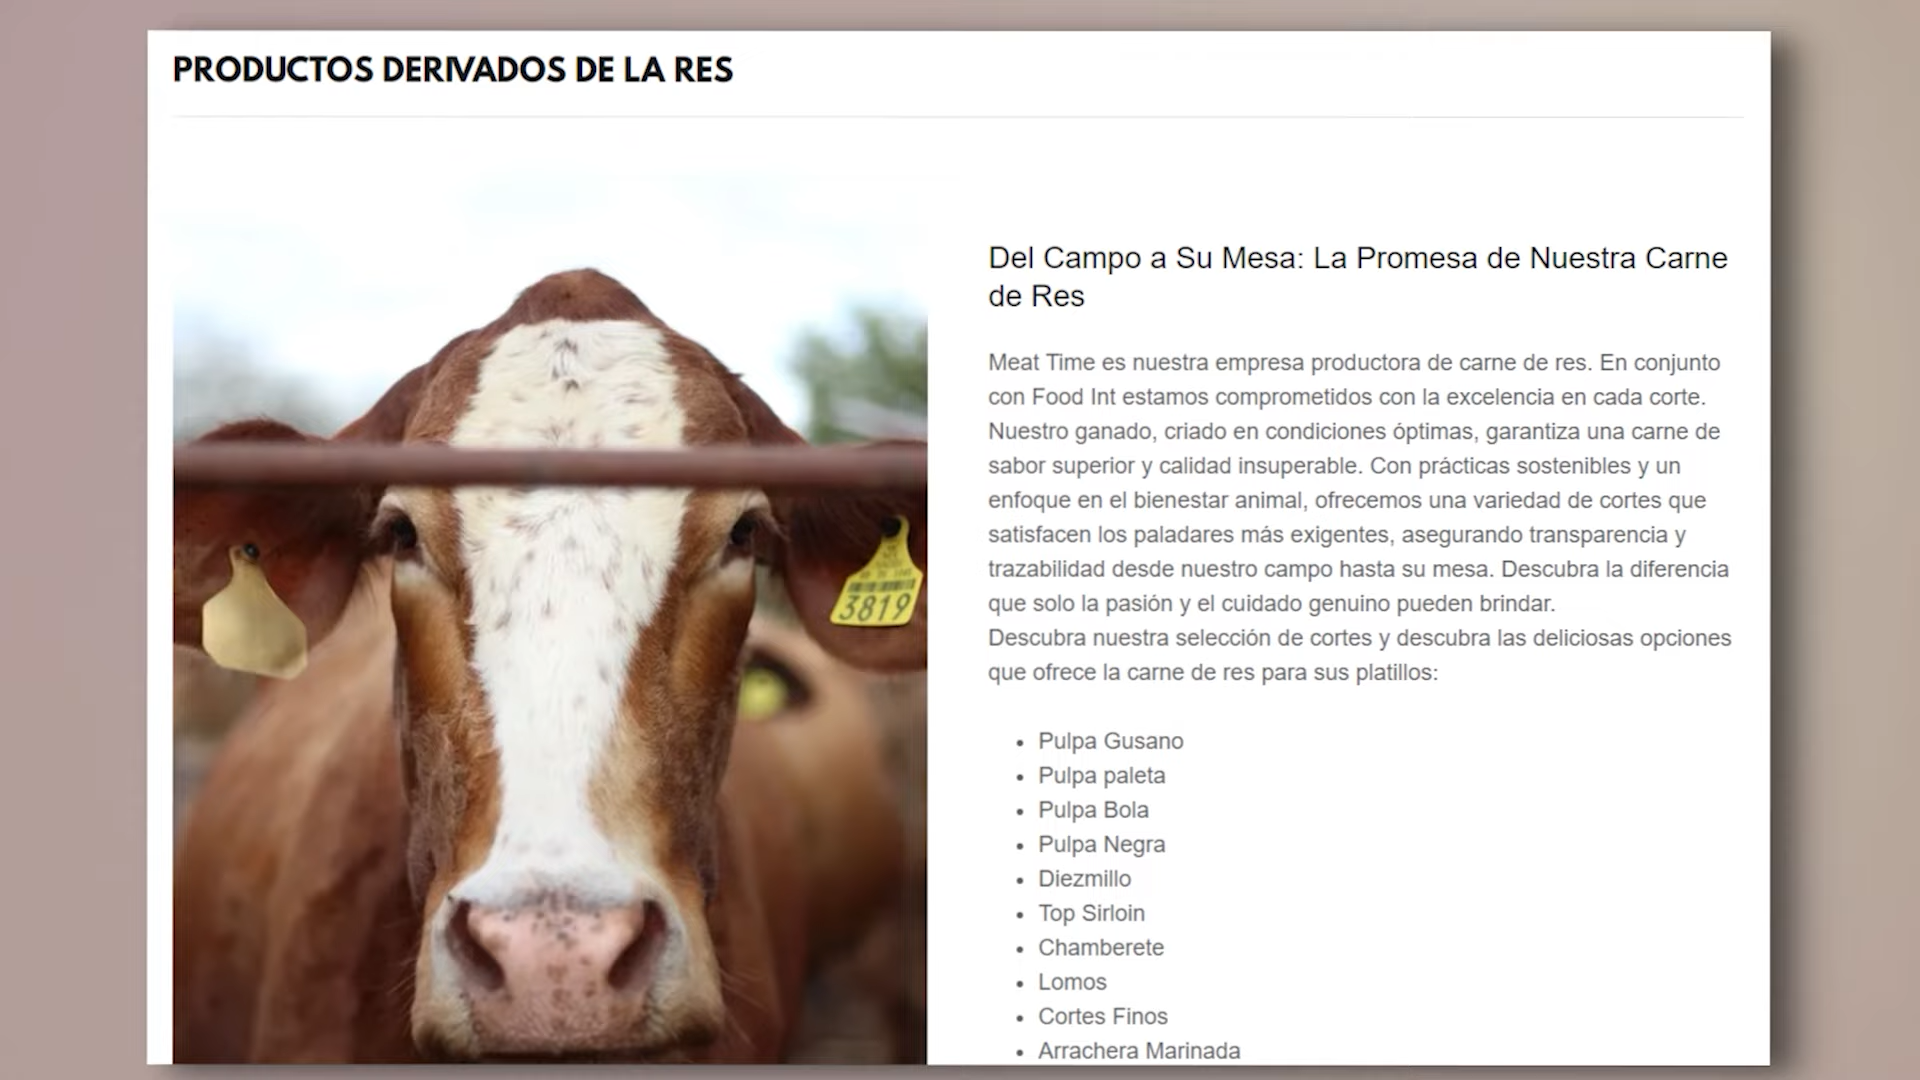 PRODUCTOS DERIVADOS DE LA RES
Del Campo a Su Mesa: La Promesa de Nuestra Carne
de Res
Meat Time es nuestra empresa productora de carne de res. En conjunto
con Food Int estamos comprometidos con la excelencia en cada corte.
Nuestro ganado, criado en condiciones óptimas, garantiza una carne de
sabor superior y calidad insuperable. Con prácticas sostenibles y un
enfoque en el bienestar animal, ofrecemos una variedad de cortes que
satisfacen los paladares más exigentes, asegurando transparencia y
trazabilidad desde nuestro campo hasta su mesa. Descubra la diferencia
que solo la pasión y el cuidado genuino pueden brindar.
Descubra nuestra selección de cortes y descubra las deliciosas opciones
que ofrece la carne de res para sus platillos:
• Pulpa Gusano
• Pulpa paleta
• Pulpa Bola
• Pulpa Negra
• Diezmillo
• Top Sirloin
• Chamberete
• Lomos
• Cortes Finos
• Arrachera Marinada
3819